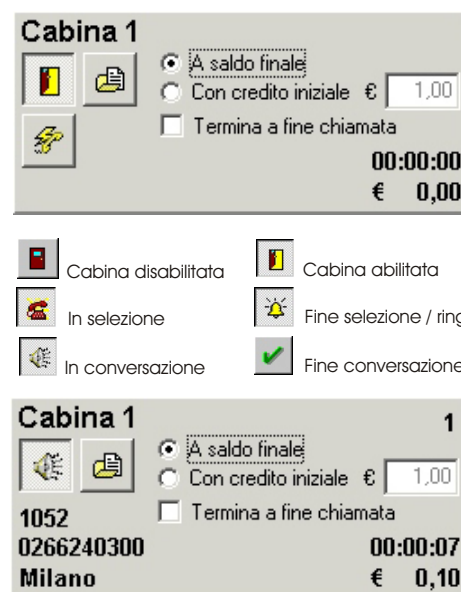 Cabina 1
A saldo finale
Con credito iniziale € 1,00
Termina a fine chiamata
00:00:00
€ 0,00
Cabina disabilitata Cabina abilitata
In selezione Fine selezione / ring
In conversazione Fine conversazione
Cabina 1 1
A saldo finale
Con credito iniziale € 1,00
1052 Termina a fine chiamata
0266240300 00:00:07
Milano € 0,10